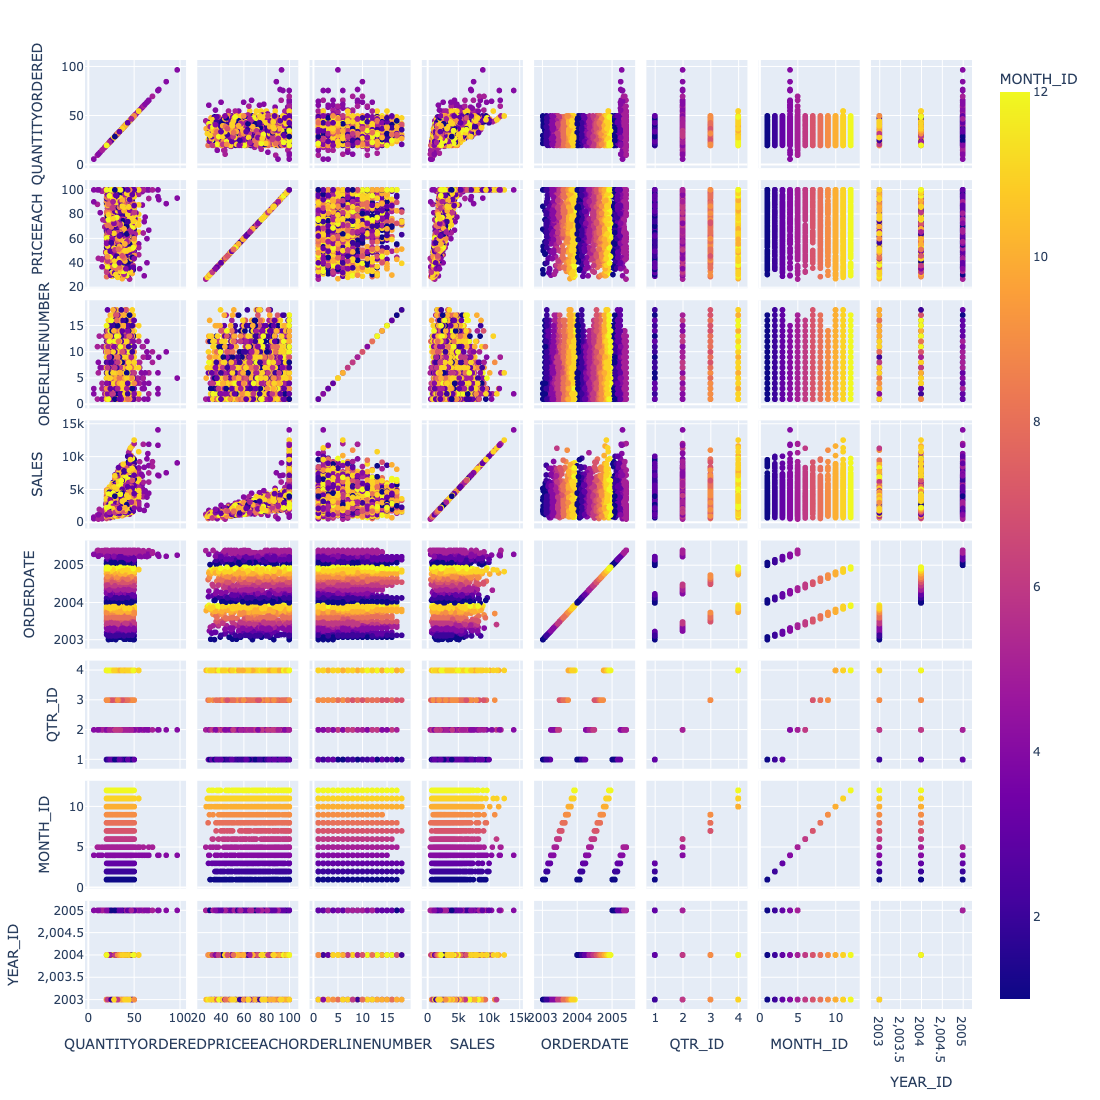 MONTH_ID
12
10
8
6
4
2
QUANTITYORDERED
100
50
0
PRICEEACH
100
80
60
40
20
ORDERLINENUMBER
15
10
5
0
SALES
15k
10k
5k
0
ORDERDATE
2005
2004
2003
QTR_ID
4
3
2
1
MONTH_ID
10
5
0
YEAR_ID
2005
2,004.5
2004
2,003.5
2003
0 50 100 20 40 60 80 100 0 5 10 15 0 5k 10k 15k 2003 2004 2005 1 2 3 4 0 5 10 2003 2,003.5 2004 2,004.5 2005
QUANTITYORDERED PRICEEACH ORDERLINENUMBER SALES ORDERDATE QTR_ID MONTH_ID
YEAR_ID